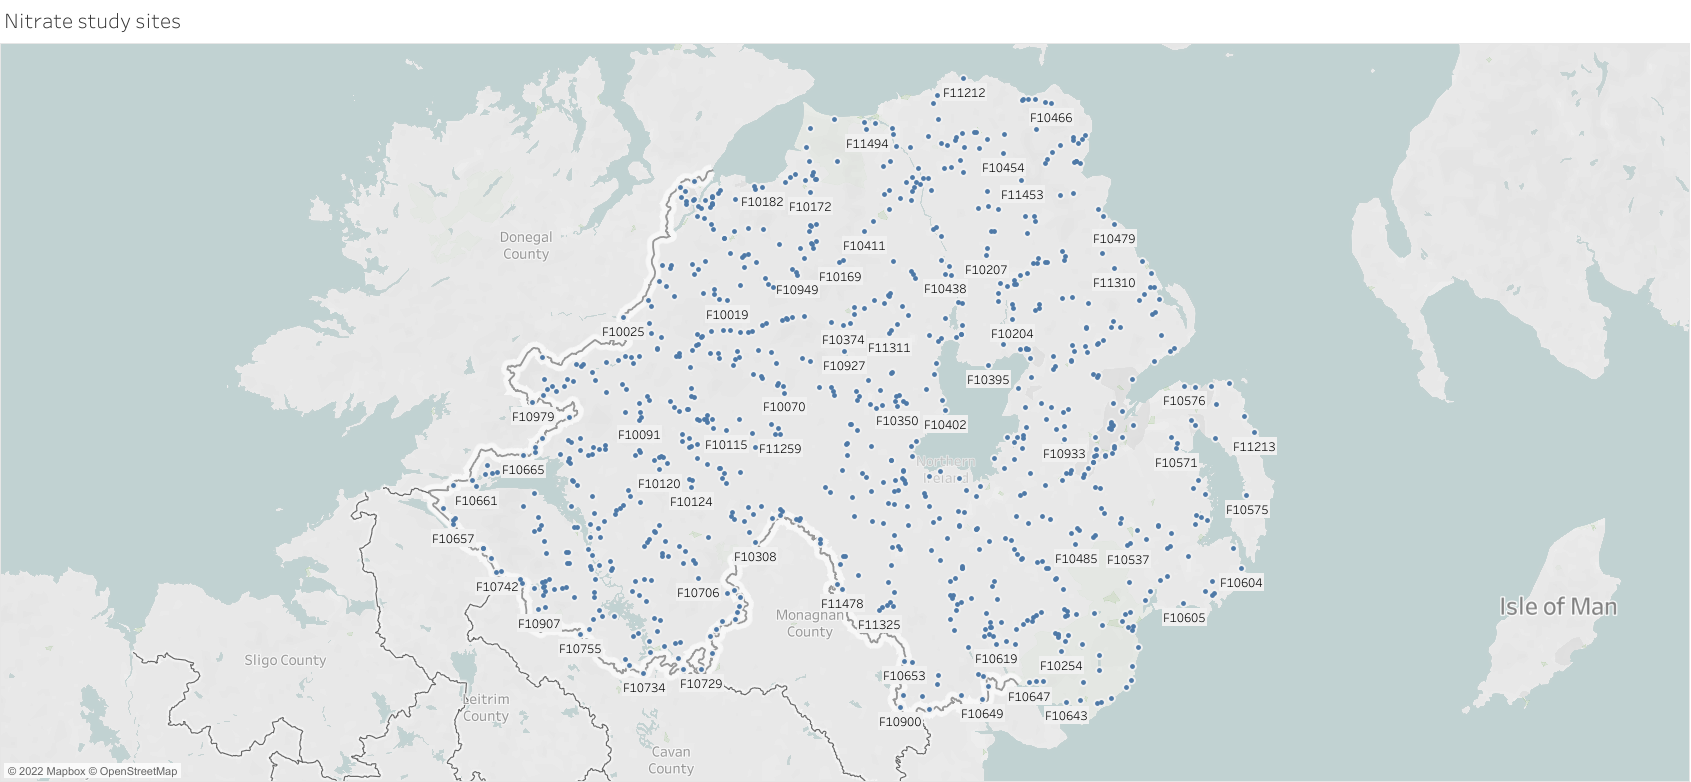 Nitrate study sites
F11212
F10466
F11494
F10454
F11453
F10182
F10172
Donegal
County
F10411
F10479
F10169
F10207
F10949
F10438
F11310
F10019
F10025
F10204
F10374
F11311
F10927
F10395
F10979
F10070
F10576
F10350
F10402
F10091
F10115
F11259
F11213
F10933
Northern
Ireland
F10571
F10665
F10661
F10120
F10124
F10575
F10657
F10308
F10485
F10537
F10742
F10706
F10604
F11478
Isle of Man
Monaghan
County
F10605
F10907
F11325
F10755
Sligo County
F10619
F10254
F10653
F10734
F10729
F10647
Leitrim
County
F10649
F10643
F10900
Cavan
County
© 2022 Mapbox © OpenStreetMap